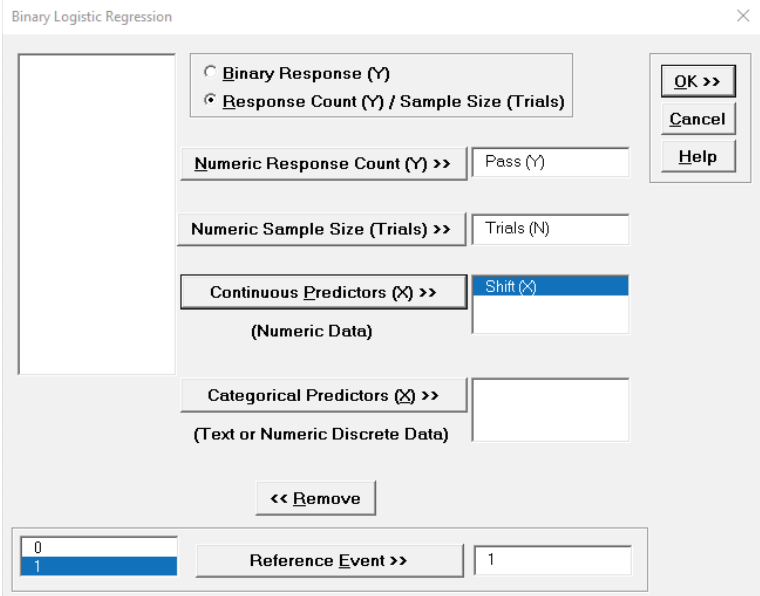 Binary Logistic Regression
Binary Response (Y)
Response Count (Y) / Sample Size (Trials)
OK >>
Cancel
Help
Numeric Response Count (Y) >>
Pass (Y)
Numeric Sample Size (Trials) >>
Trials (N)
Continuous Predictors (X) >>
Shift (X)
(Numeric Data)
Categorical Predictors (X) >>
(Text or Numeric Discrete Data)
<< Remove
0
1
Reference Event >>
1